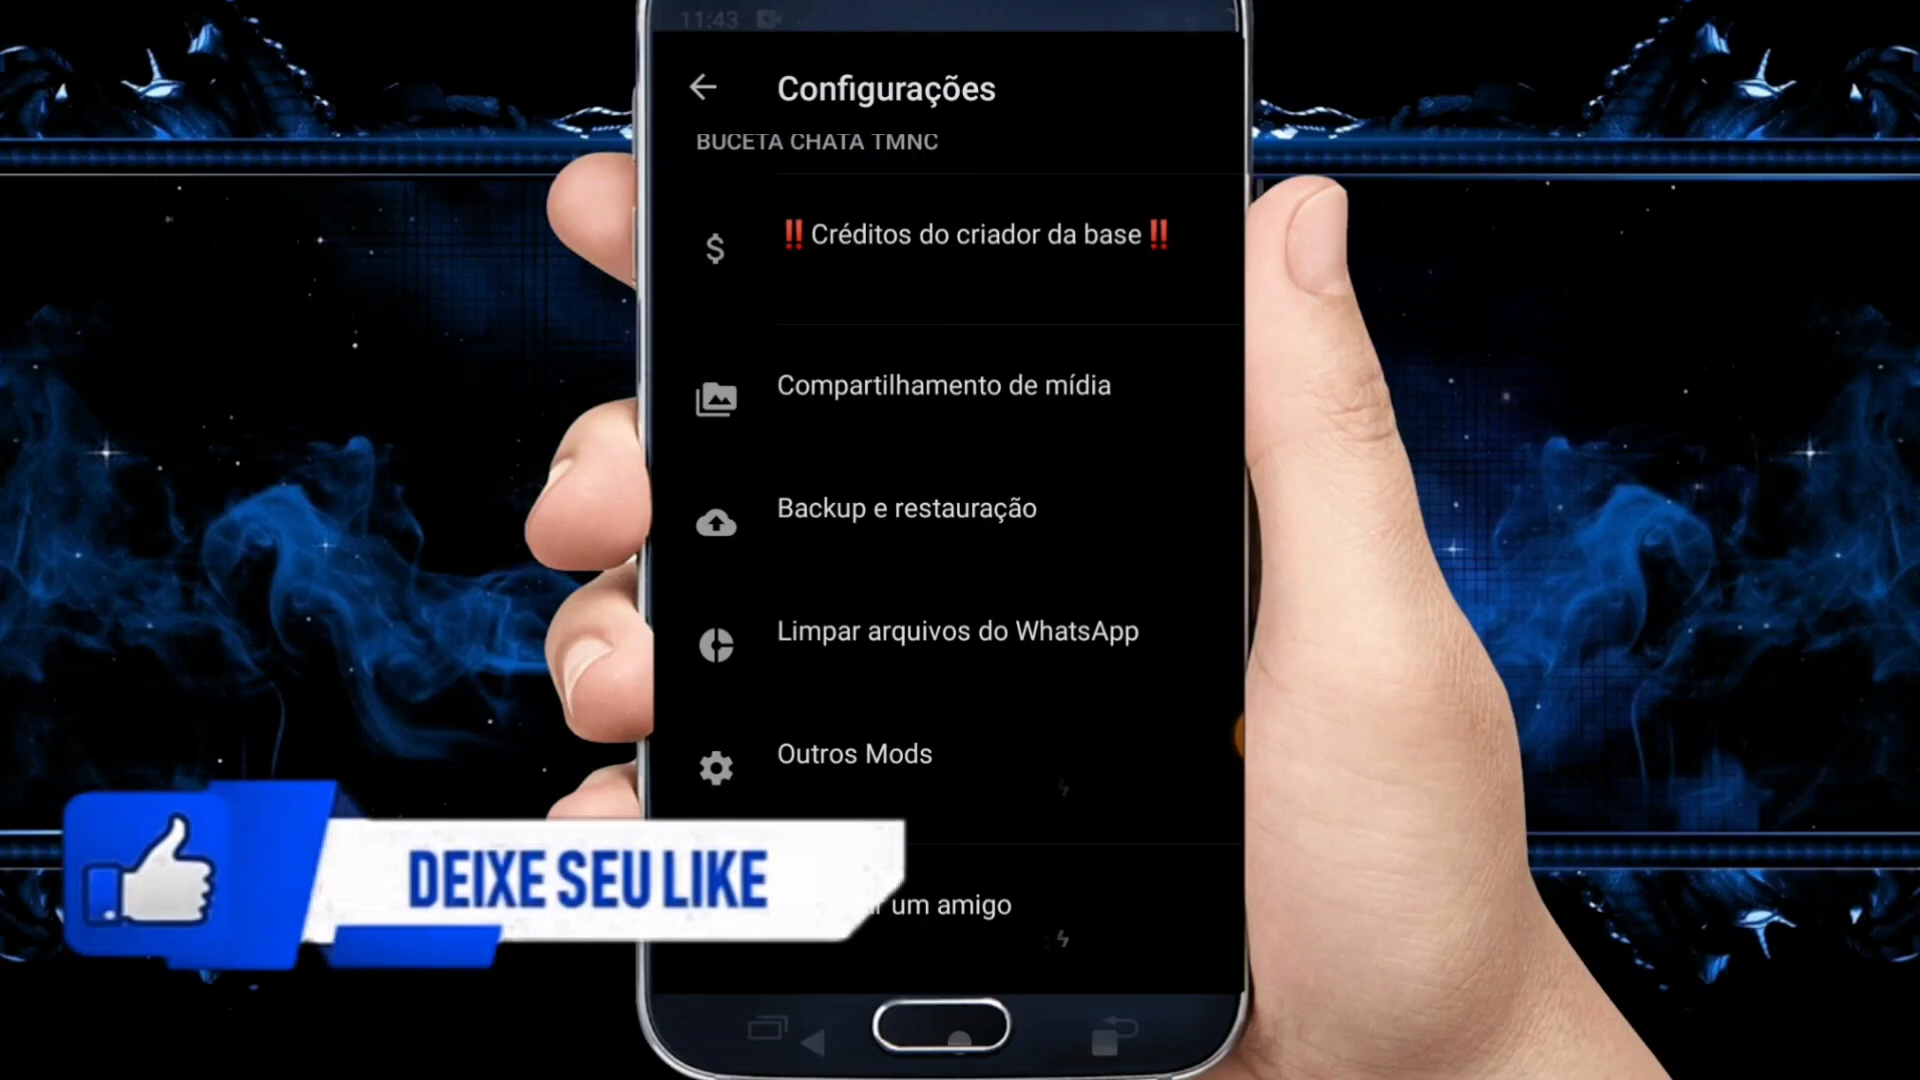 11:43
Configurações
BUCETA CHATA TMNC
‼️Créditos do criador da base‼️
Compartilhamento de mídia
Backup e restauração
Limpar arquivos do WhatsApp
Outros Mods
DEIXE SEU LIKE
um amigo